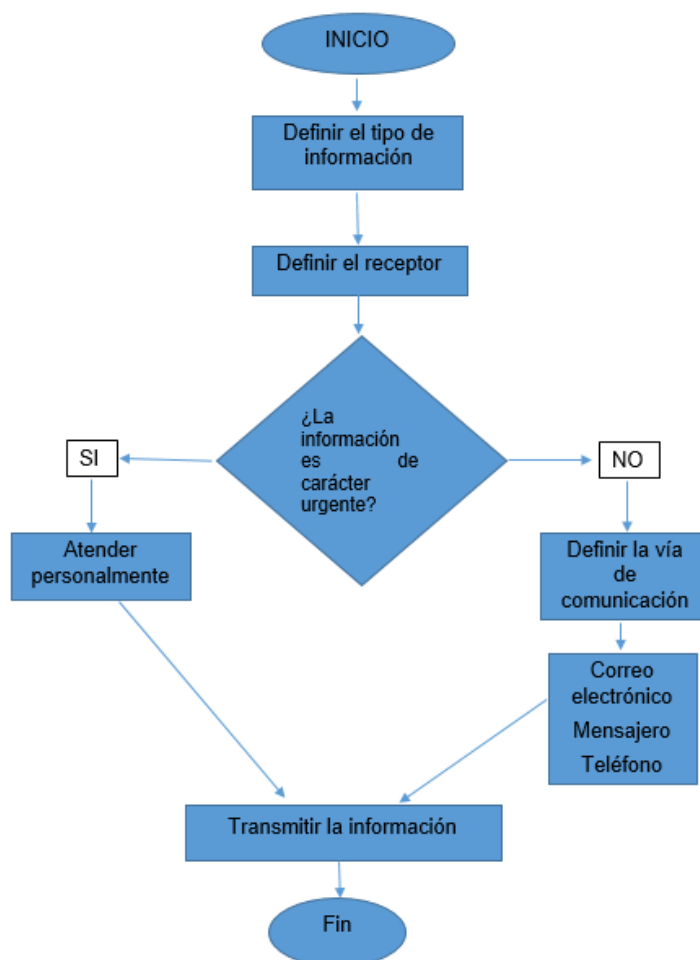 INICIO
Definir el tipo de
información
Definir el receptor
¿La
información
es de
carácter
urgente?
SI
NO
Atender
personalmente
Definir la vía
de
comunicación
Correo
electrónico
Mensajero
Teléfono
Transmitir la información
Fin